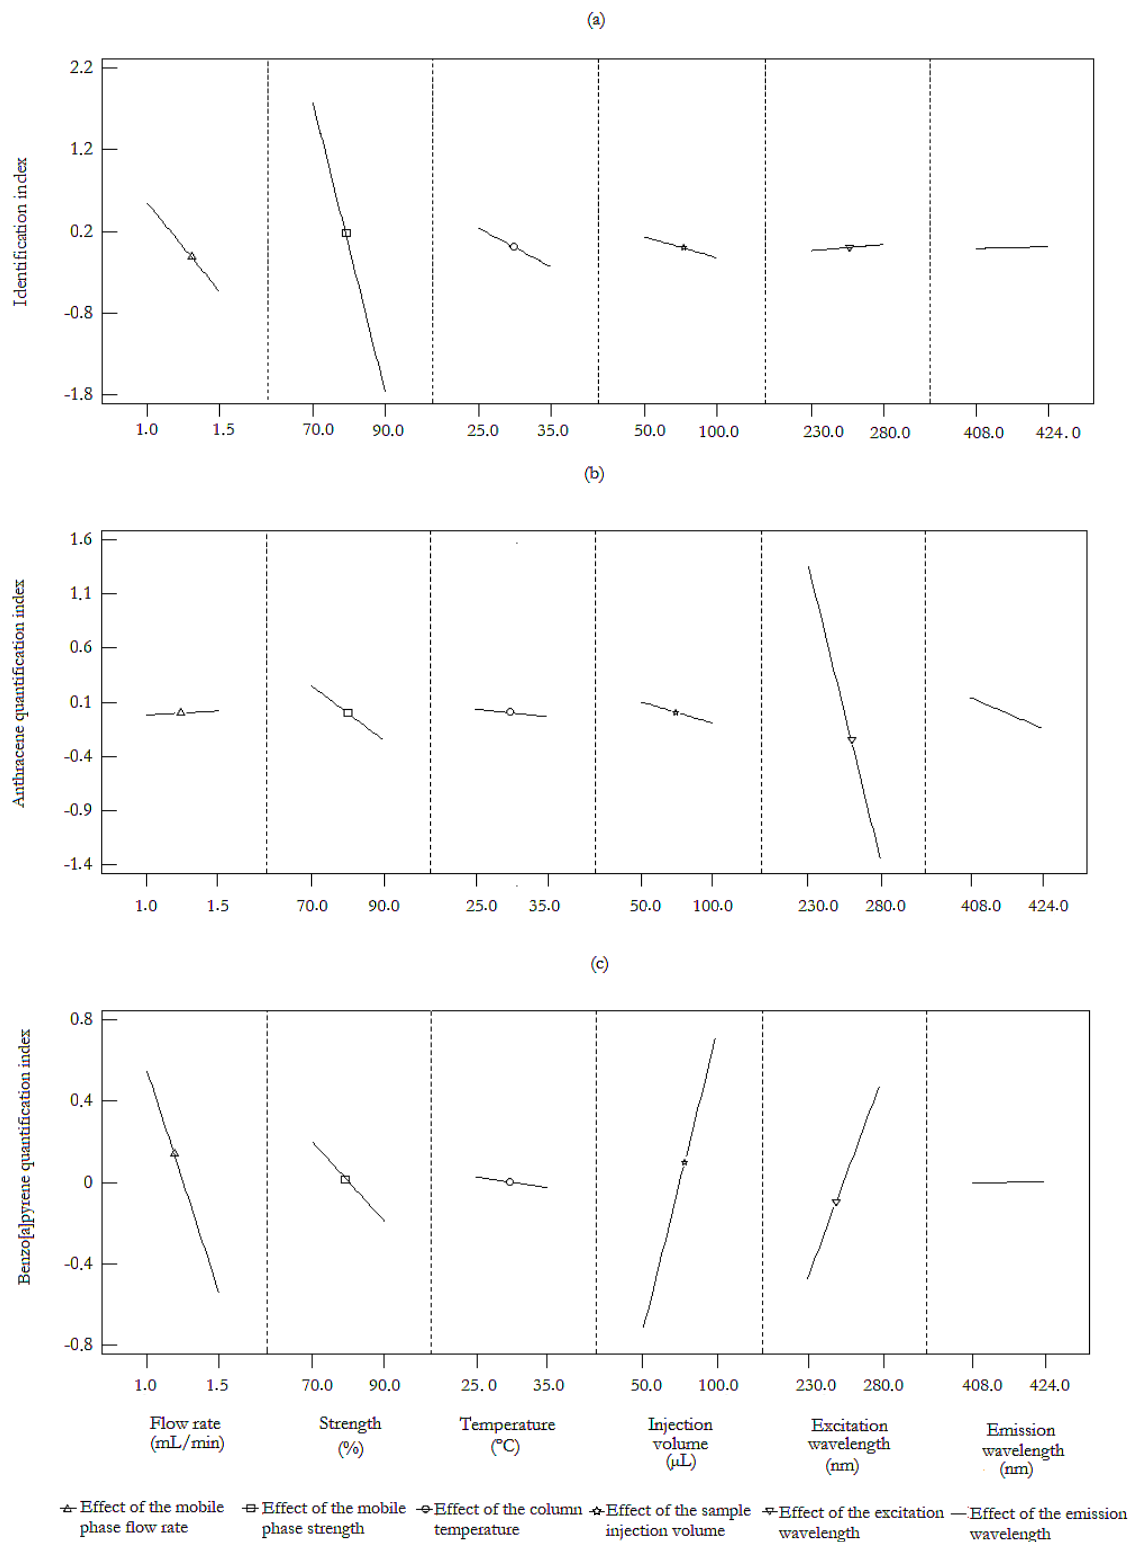 (a)
Identification index
2.2
1.2
0.2
-0.8
-1.8
1.0 1.5 70.0 90.0 25.0 35.0 50.0 100.0 230.0 280.0 408.0 424. 0
(b)
Anthracene quantification index
1.6
1.1
0.6
0.1
-0.4
-0.9
-1.4
1.0 1.5 70.0 90.0 25.0 35.0 50.0 100.0 230.0 280.0 408.0 424.0
(c)
Benzo[a]pyrene quantification index
0.8
0.4
0
-0.4
-0.8
1.0 1.5 70.0 90.0 25. 0 35.0 50.0 100.0 230.0 280.0 408.0 424.0
Flow rate
(mL/min)
Strength
(%)
Temperature
(°C)
Injection
volume
(μL)
Excitation
wavelength
(nm)
Emission
wavelength
(nm)
Effect of the mobile
phase flow rate
Effect of the mobile
phase strength
Effect of the column
temperature
Effect of the sample
injection volume
Effect of the excitation
wavelength
Effect of the emission
wavelength